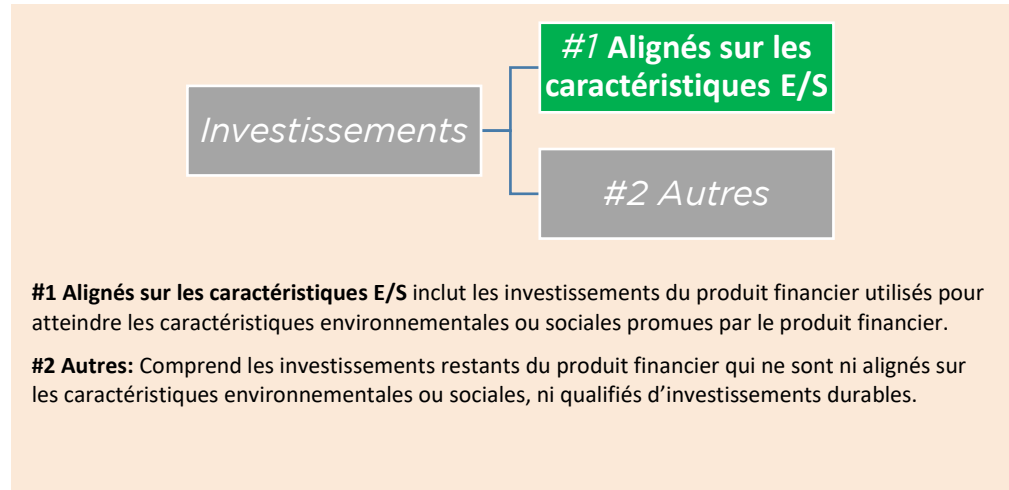 #1 Alignés sur les
caractéristiques E/S
Investissements
#2 Autres
#1 Alignés sur les caractéristiques E/S inclut les investissements du produit financier utilisés pour
atteindre les caractéristiques environnementales ou sociales promues par le produit financier.
#2 Autres: Comprend les investissements restants du produit financier qui ne sont ni alignés sur
les caractéristiques environnementales ou sociales, ni qualifiés d’investissements durables.